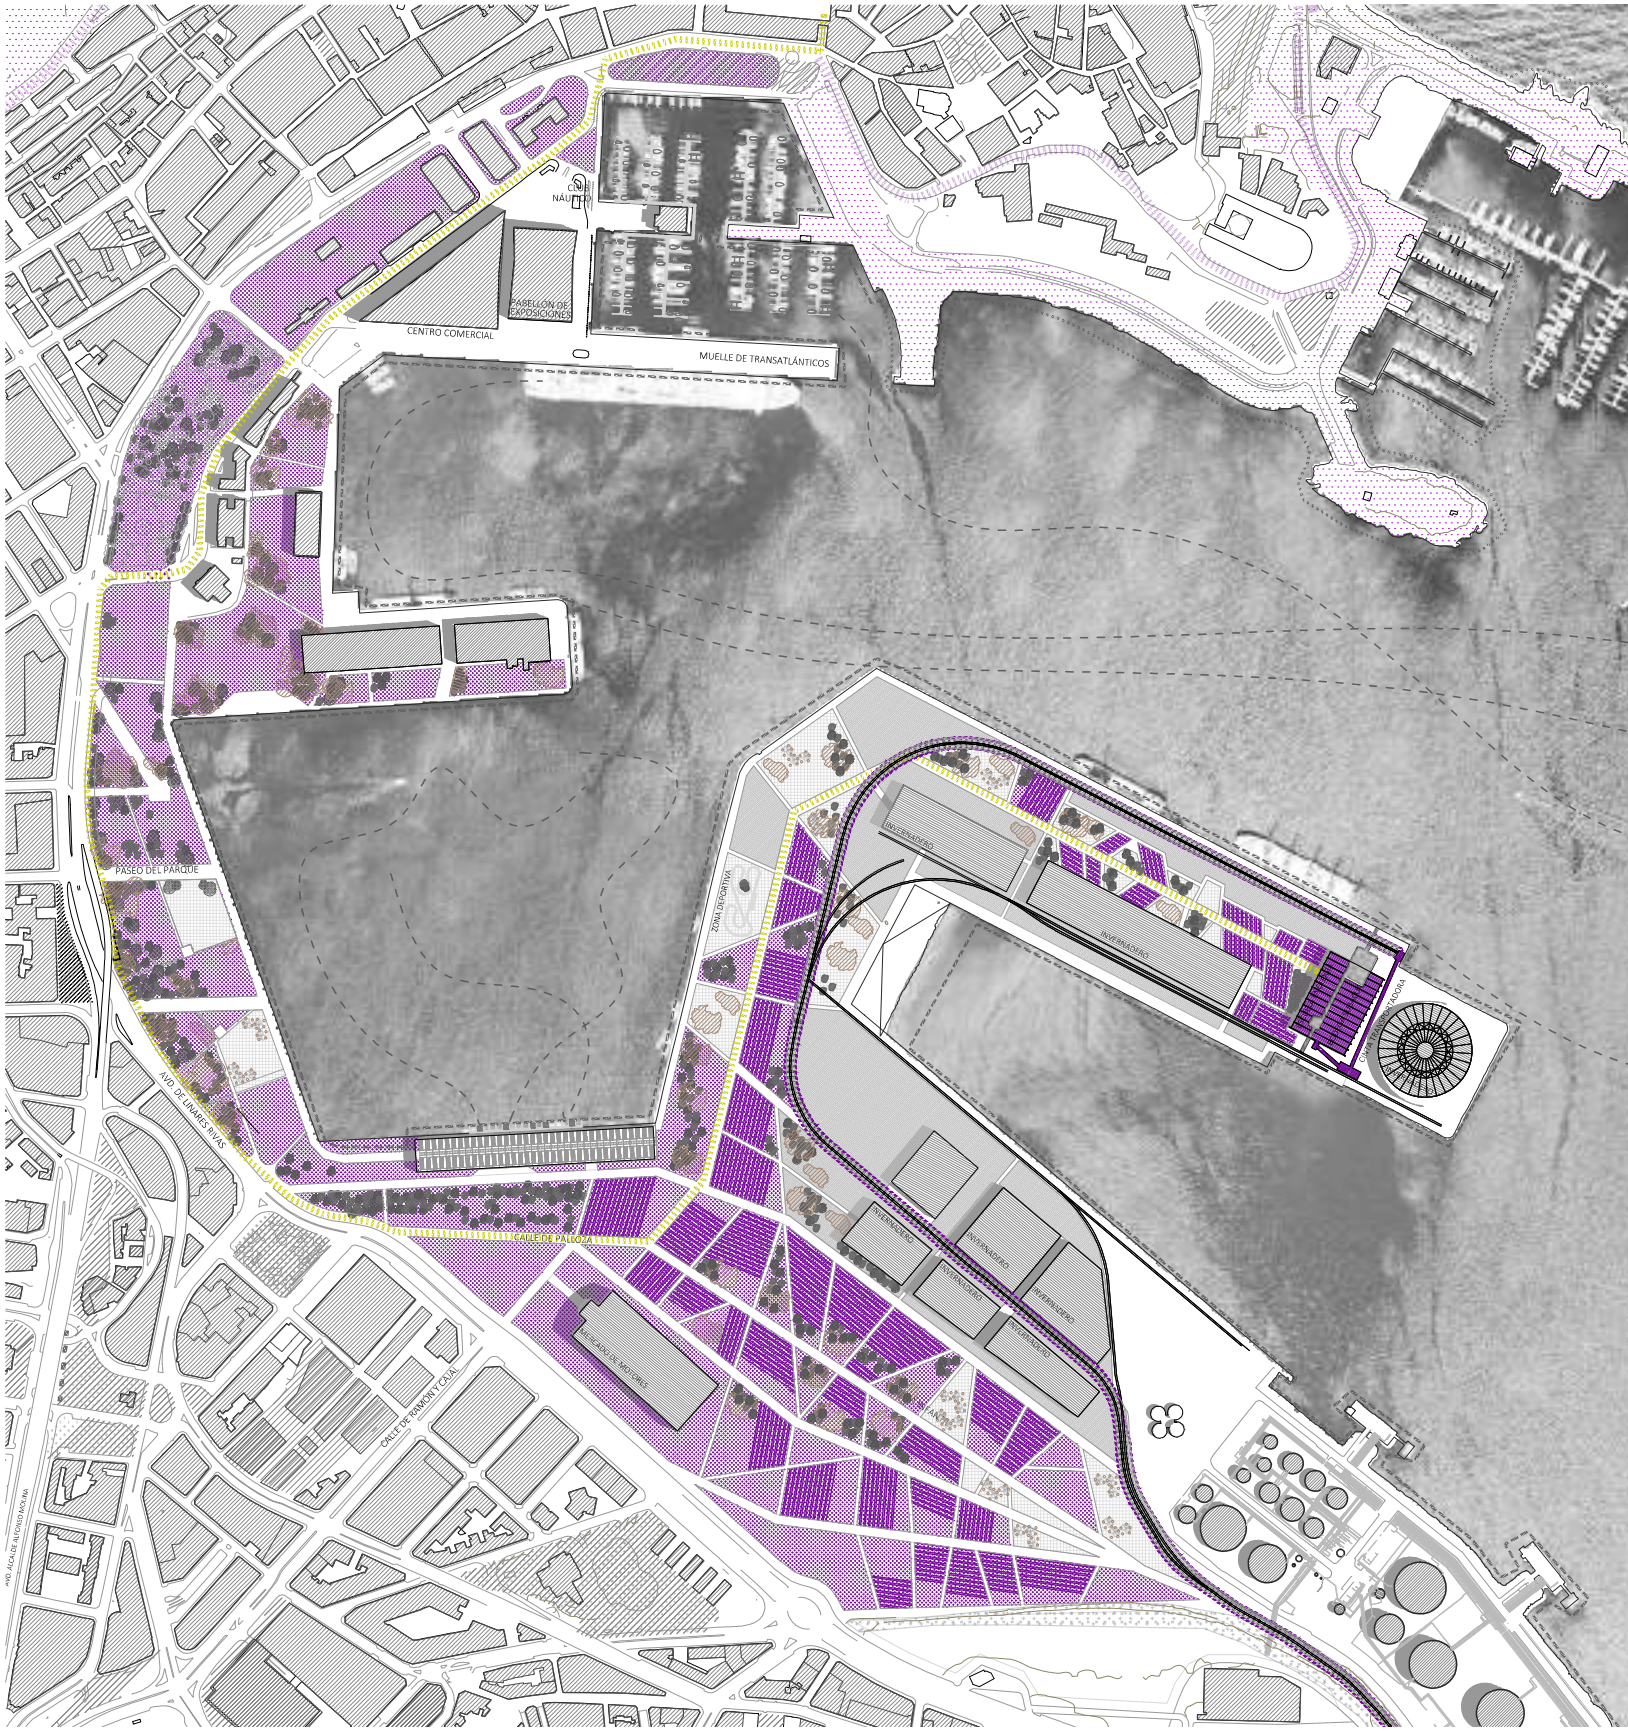 CLUB
NÁUTICO
PABELLÓN DE
EXPOSICIONES
CENTRO COMERCIAL
MUELLE DE TRANSATLÁNTICOS
INVERNADERO
PASEO DEL PARQUE
ZONA DEPORTIVA
INVERNADERO
AVD. DE LINARES RIVAS
CALLE DE PALLOZA
INVERNADERO
INVERNADERO
INVERNADERO
INVERNADERO
INVERNADERO
MERCADO DE MOTORES
CALLE DE RAMÓN Y CAJAL
AVD. ALCALDE ALFONSO MOLINA